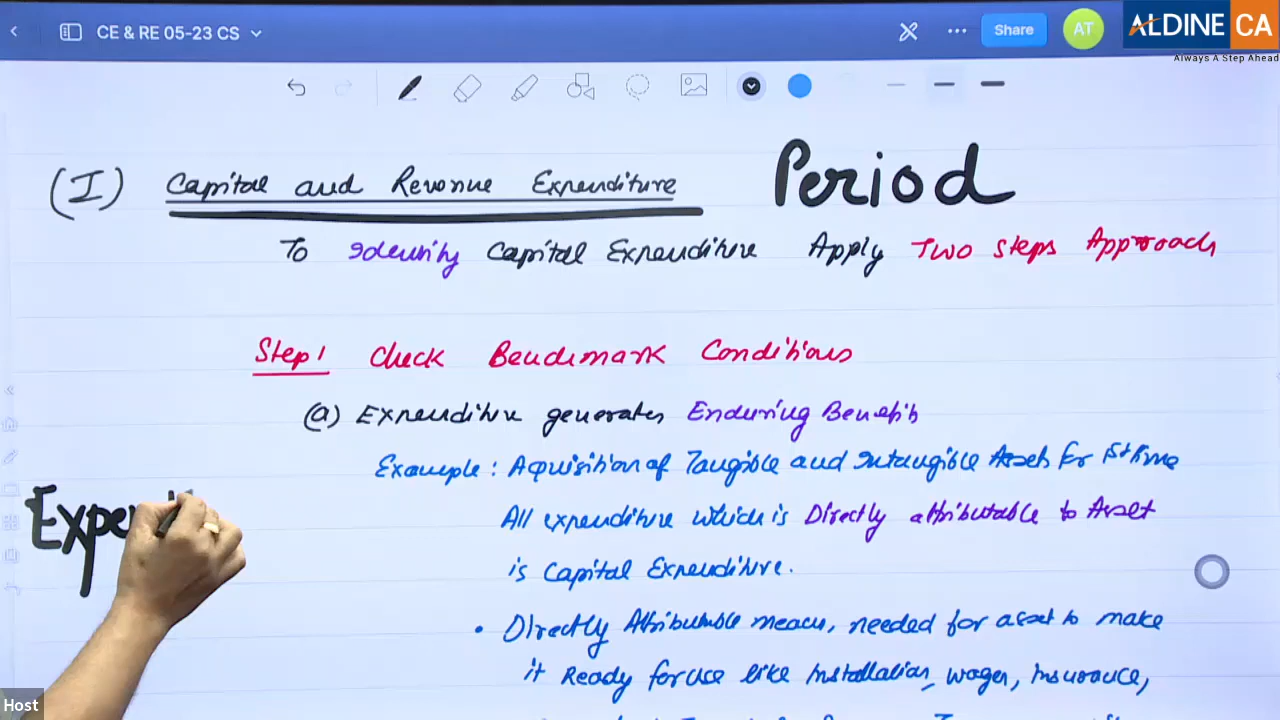 CE & RE 05-23 CS
Share
AT
ALDINE CA
Always A Step Ahead
(I) Capital and Revenue Expenditure
Period
To Identity Capital Expenditure Apply Two Steps Approach
Step 1 Check Benchmark Conditions
(a) Expenditure generates Enduring Benefits
Example : Aquisition of Tangible and Intangible Assets for 1st time
All expenditure which is Directly attributable to Asset
is Capital Expenditure.
Expen
• Directly Attributable means, needed for asset to make
it Ready for use like Installation, wages, Insurance,
Host